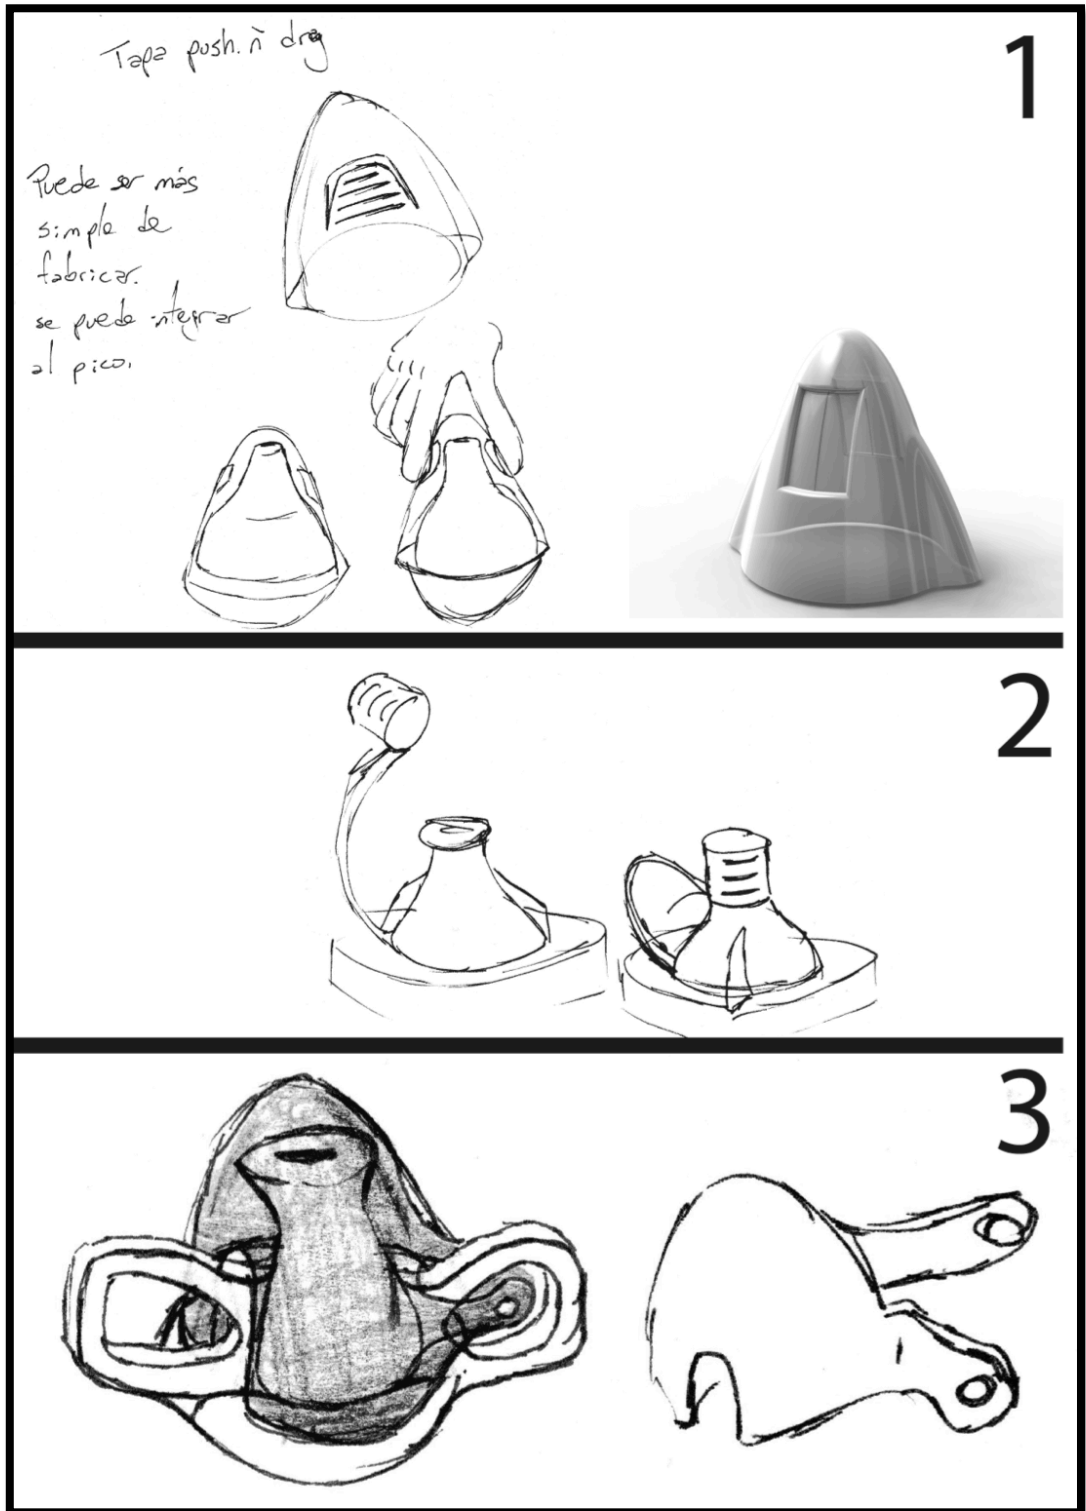 Tapa push.ñ drag
1
Puede ser más
simple de
fabricar.
se puede integrar
al pico.
2
3